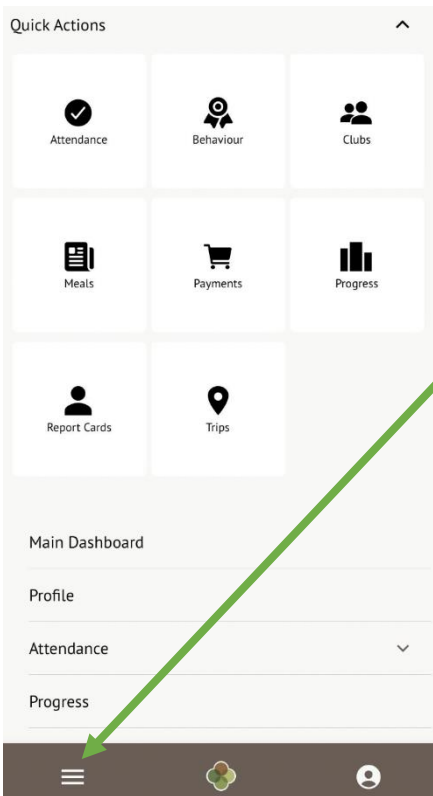 Quick Actions
Attendance
Behaviour
Clubs
Meals
Payments
Progress
Report Cards
Trips
Main Dashboard
Profile
Attendance
Progress